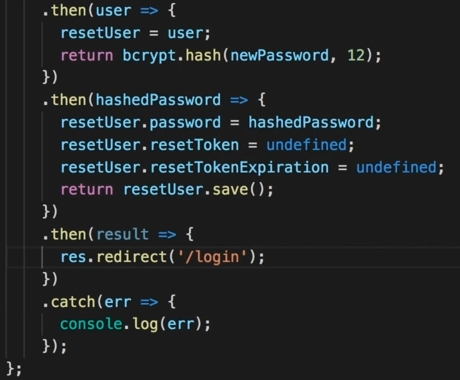 .then(user => {
resetUser = user;
return bcrypt.hash(newPassword, 12);
})
.then(hashedPassword => {
resetUser.password = hashedPassword;
resetUser.resetToken = undefined;
resetUser.resetTokenExpiration = undefined;
return resetUser.save();
})
.then(result => {
res.redirect('/login');
})
.catch(err => {
console.log(err);
});
};